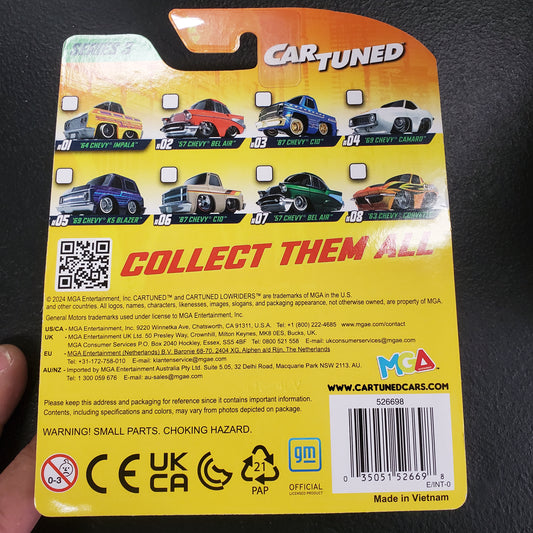 SERIES 3
CARTUNED
#01 '64 CHEVY IMPALA™
#02 '57 CHEVY BEL AIR™
#03 '87 CHEVY C10™
#04 '69 CHEVY CAMARO™
#05 '69 CHEVY K5 BLAZER™
#06 '87 CHEVY C10™
#07 '57 CHEVY BEL AIR™
#08 '63 CHEVY
COLLECT THEM ALL
© 2024 MGA Entertainment, Inc. CARTUNED™ and CARTUNED LOWRIDERS™ are trademarks of MGA in the U.S.
and other countries. All logos, names, characters, likenesses, images, slogans, and packaging appearance, not otherwise owned, are property of MGA.
General Motors trademarks used under license to MGA Entertainment, Inc.
US/CA - MGA Entertainment, Inc. 9220 Winnetka Ave, Chatsworth, CA 91311, U.S.A. Tel: +1 (800) 222-4685 www.mgae.com/contact
UK - MGA Entertainment UK Ltd. 50 Presley Way, Crownhill, Milton Keynes, MK8 0ES, Bucks, UK
MGA Consumer Services P.O. Box 2040 Hockley, Essex, SS5 4BF Tel: 0800 521 558 E-mail: ukconsumerservices@mgae.com
EU - MGA Entertainment (Netherlands) B.V. Baronie 68-70, 2404 XG, Alphen a/d Rijn, The Netherlands
Tel: +31-172-758-010 E-mail: klantenservice@mgae.com
AU/NZ - Imported by MGA Entertainment Australia Pty Ltd. Suite 5.05, 32 Delhi Road, Macquarie Park NSW 2113. AU.
Tel: 1 300 059 676 E-mail: au-sales@mgae.com
MGA
WWW.CARTUNEDCARS.COM
Please keep this address and packaging for reference since it contains important information.
Contents, including specifications and colors, may vary from photos depicted on package.
WARNING! SMALL PARTS. CHOKING HAZARD.
526698
0-3
CE
UK
CA
21
PAP
gm
OFFICIAL
LICENSED PRODUCT
0 35051 52669 8
E/INT-0
Made in Vietnam